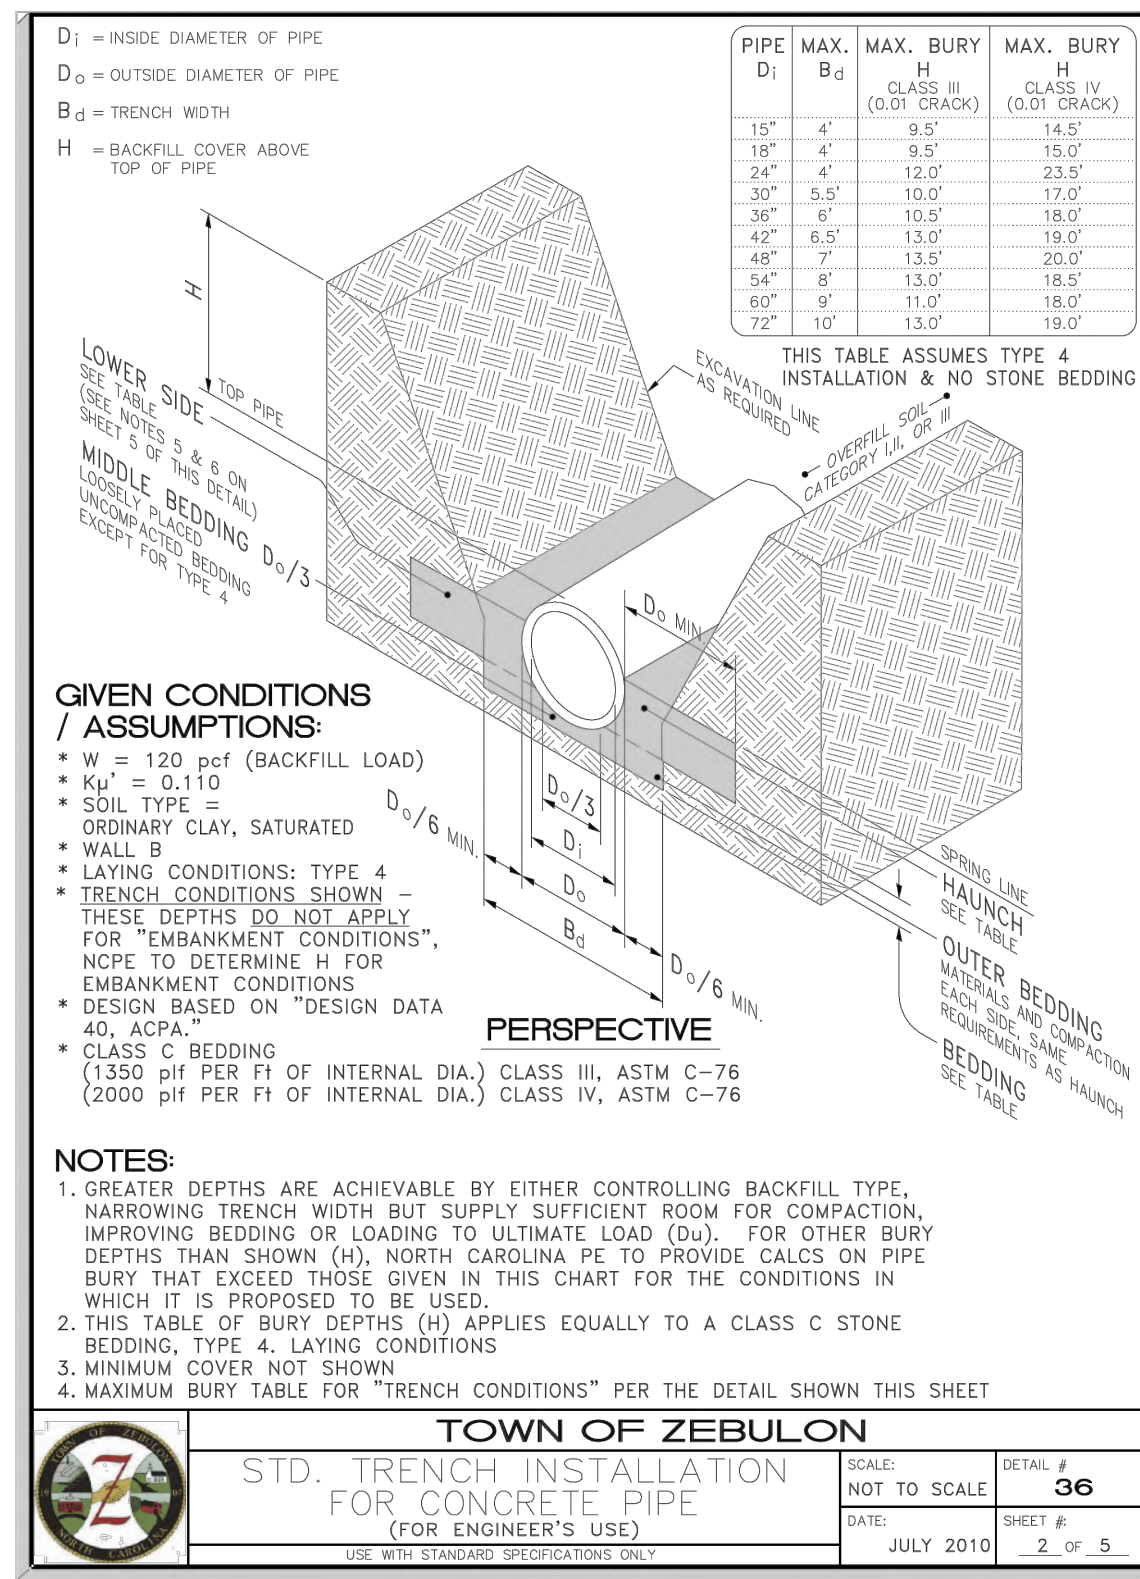 Di = INSIDE DIAMETER OF PIPE
Do = OUTSIDE DIAMETER OF PIPE
Bd = TRENCH WIDTH
H = BACKFILL COVER ABOVE
TOP OF PIPE
PIPE MAX. MAX. BURY MAX. BURY
Di Bd H H
CLASS III CLASS IV
(0.01 CRACK) (0.01 CRACK)
15" 4' 9.5' 14.5'
18" 4' 9.5' 15.0'
24" 4' 12.0' 23.5'
30" 5.5' 10.0' 17.0'
36" 6' 10.5' 18.0'
42" 6.5' 13.0' 19.0'
48" 7' 13.5' 20.0'
54" 8' 13.0' 18.5'
60" 9' 11.0' 18.0'
72" 10' 13.0' 19.0'
THIS TABLE ASSUMES TYPE 4
INSTALLATION & NO STONE BEDDING
H
TOP PIPE
LOWER SIDE
SEE TABLE
(SEE NOTES 5 & 6 ON
SHEET 5 OF THIS DETAIL)
MIDDLE BEDDING Do/3
LOOSELY PLACED
UNCOMPACTED BEDDING
EXCEPT FOR TYPE 4
EXCAVATION LINE
AS REQUIRED
OVERFILL SOIL
CATEGORY I,II, OR III
Do MIN.
Do/3
Di
Do/6 MIN.
Do
Bd
Do/6 MIN.
SPRING LINE
HAUNCH
SEE TABLE
OUTER BEDDING
MATERIALS AND COMPACTION
EACH SIDE, SAME
REQUIREMENTS AS HAUNCH
BEDDING
SEE TABLE
PERSPECTIVE
GIVEN CONDITIONS
/ ASSUMPTIONS:
* W = 120 pcf (BACKFILL LOAD)
* Kµ' = 0.110
* SOIL TYPE =
ORDINARY CLAY, SATURATED
* WALL B
* LAYING CONDITIONS: TYPE 4
* TRENCH CONDITIONS SHOWN –
THESE DEPTHS DO NOT APPLY
FOR "EMBANKMENT CONDITIONS",
NCPE TO DETERMINE H FOR
EMBANKMENT CONDITIONS
* DESIGN BASED ON "DESIGN DATA
40, ACPA."
* CLASS C BEDDING
(1350 plf PER Ft OF INTERNAL DIA.) CLASS III, ASTM C-76
(2000 plf PER Ft OF INTERNAL DIA.) CLASS IV, ASTM C-76
NOTES:
1. GREATER DEPTHS ARE ACHIEVABLE BY EITHER CONTROLLING BACKFILL TYPE,
NARROWING TRENCH WIDTH BUT SUPPLY SUFFICIENT ROOM FOR COMPACTION,
IMPROVING BEDDING OR LOADING TO ULTIMATE LOAD (Du). FOR OTHER BURY
DEPTHS THAN SHOWN (H), NORTH CAROLINA PE TO PROVIDE CALCS ON PIPE
BURY THAT EXCEED THOSE GIVEN IN THIS CHART FOR THE CONDITIONS IN
WHICH IT IS PROPOSED TO BE USED.
2. THIS TABLE OF BURY DEPTHS (H) APPLIES EQUALLY TO A CLASS C STONE
BEDDING, TYPE 4. LAYING CONDITIONS
3. MINIMUM COVER NOT SHOWN
4. MAXIMUM BURY TABLE FOR "TRENCH CONDITIONS" PER THE DETAIL SHOWN THIS SHEET
TOWN OF ZEBULON
NORTH CAROLINA
1907
Z
TOWN OF ZEBULON
STD. TRENCH INSTALLATION
FOR CONCRETE PIPE
(FOR ENGINEER'S USE)
USE WITH STANDARD SPECIFICATIONS ONLY
SCALE:
NOT TO SCALE
DETAIL #
36
DATE:
JULY 2010
SHEET #:
2 OF 5